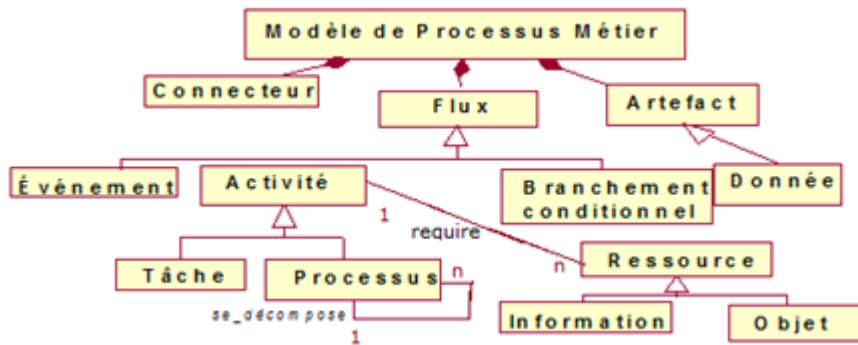 Modèle de Processus Métier
Connecteur
Flux
Artefact
Événement
Activité
Branchement
conditionnel
Donnée
1
require
n
Ressource
Tâche
Processus
n
se_décompose
1
Information
Objet